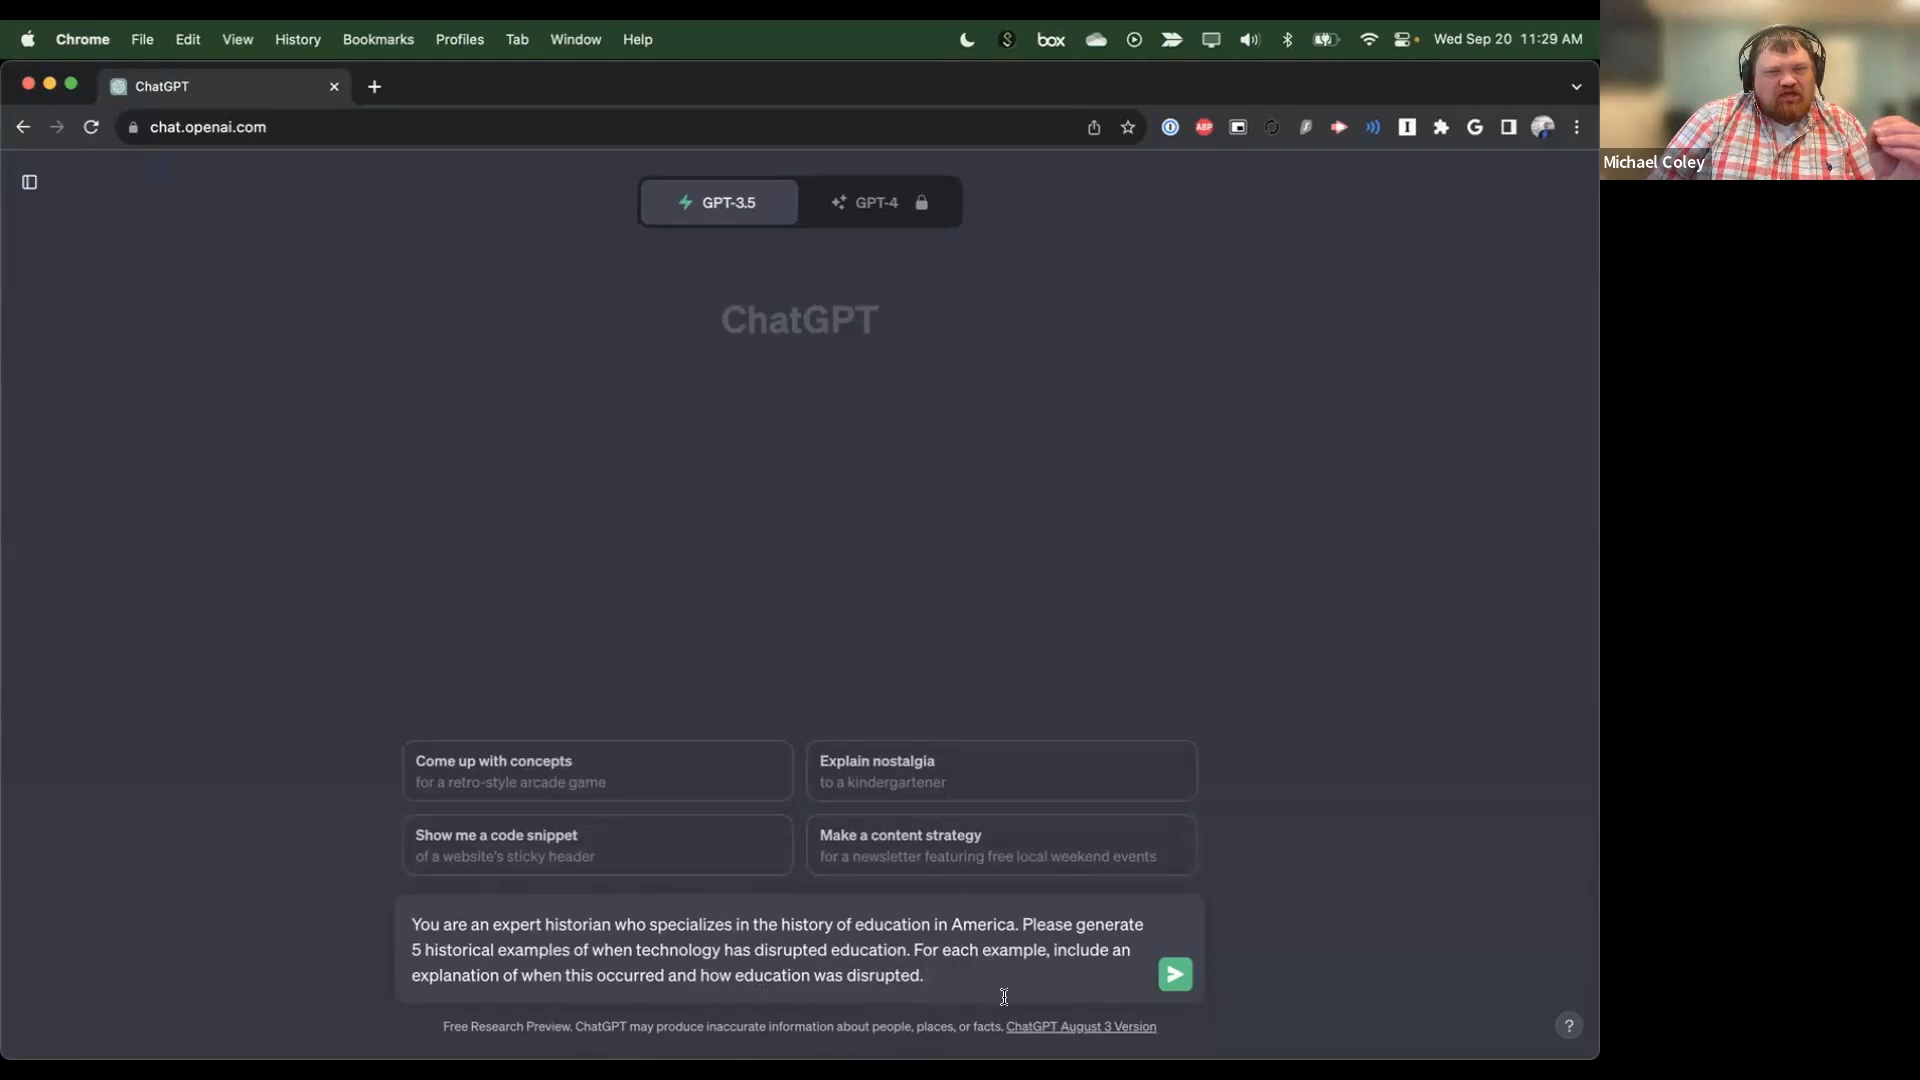 Chrome File Edit View History Bookmarks Profiles Tab Window Help box Wed Sep 20 11:29 AM
ChatGPT
chat.openai.com ABP
Michael Coley
GPT-3.5 GPT-4
ChatGPT
Come up with concepts
for a retro-style arcade game
Explain nostalgia
to a kindergartener
Show me a code snippet
of a website's sticky header
Make a content strategy
for a newsletter featuring free local weekend events
You are an expert historian who specializes in the history of education in America. Please generate
5 historical examples of when technology has disrupted education. For each example, include an
explanation of when this occurred and how education was disrupted.
Free Research Preview. ChatGPT may produce inaccurate information about people, places, or facts. ChatGPT August 3 Version
?